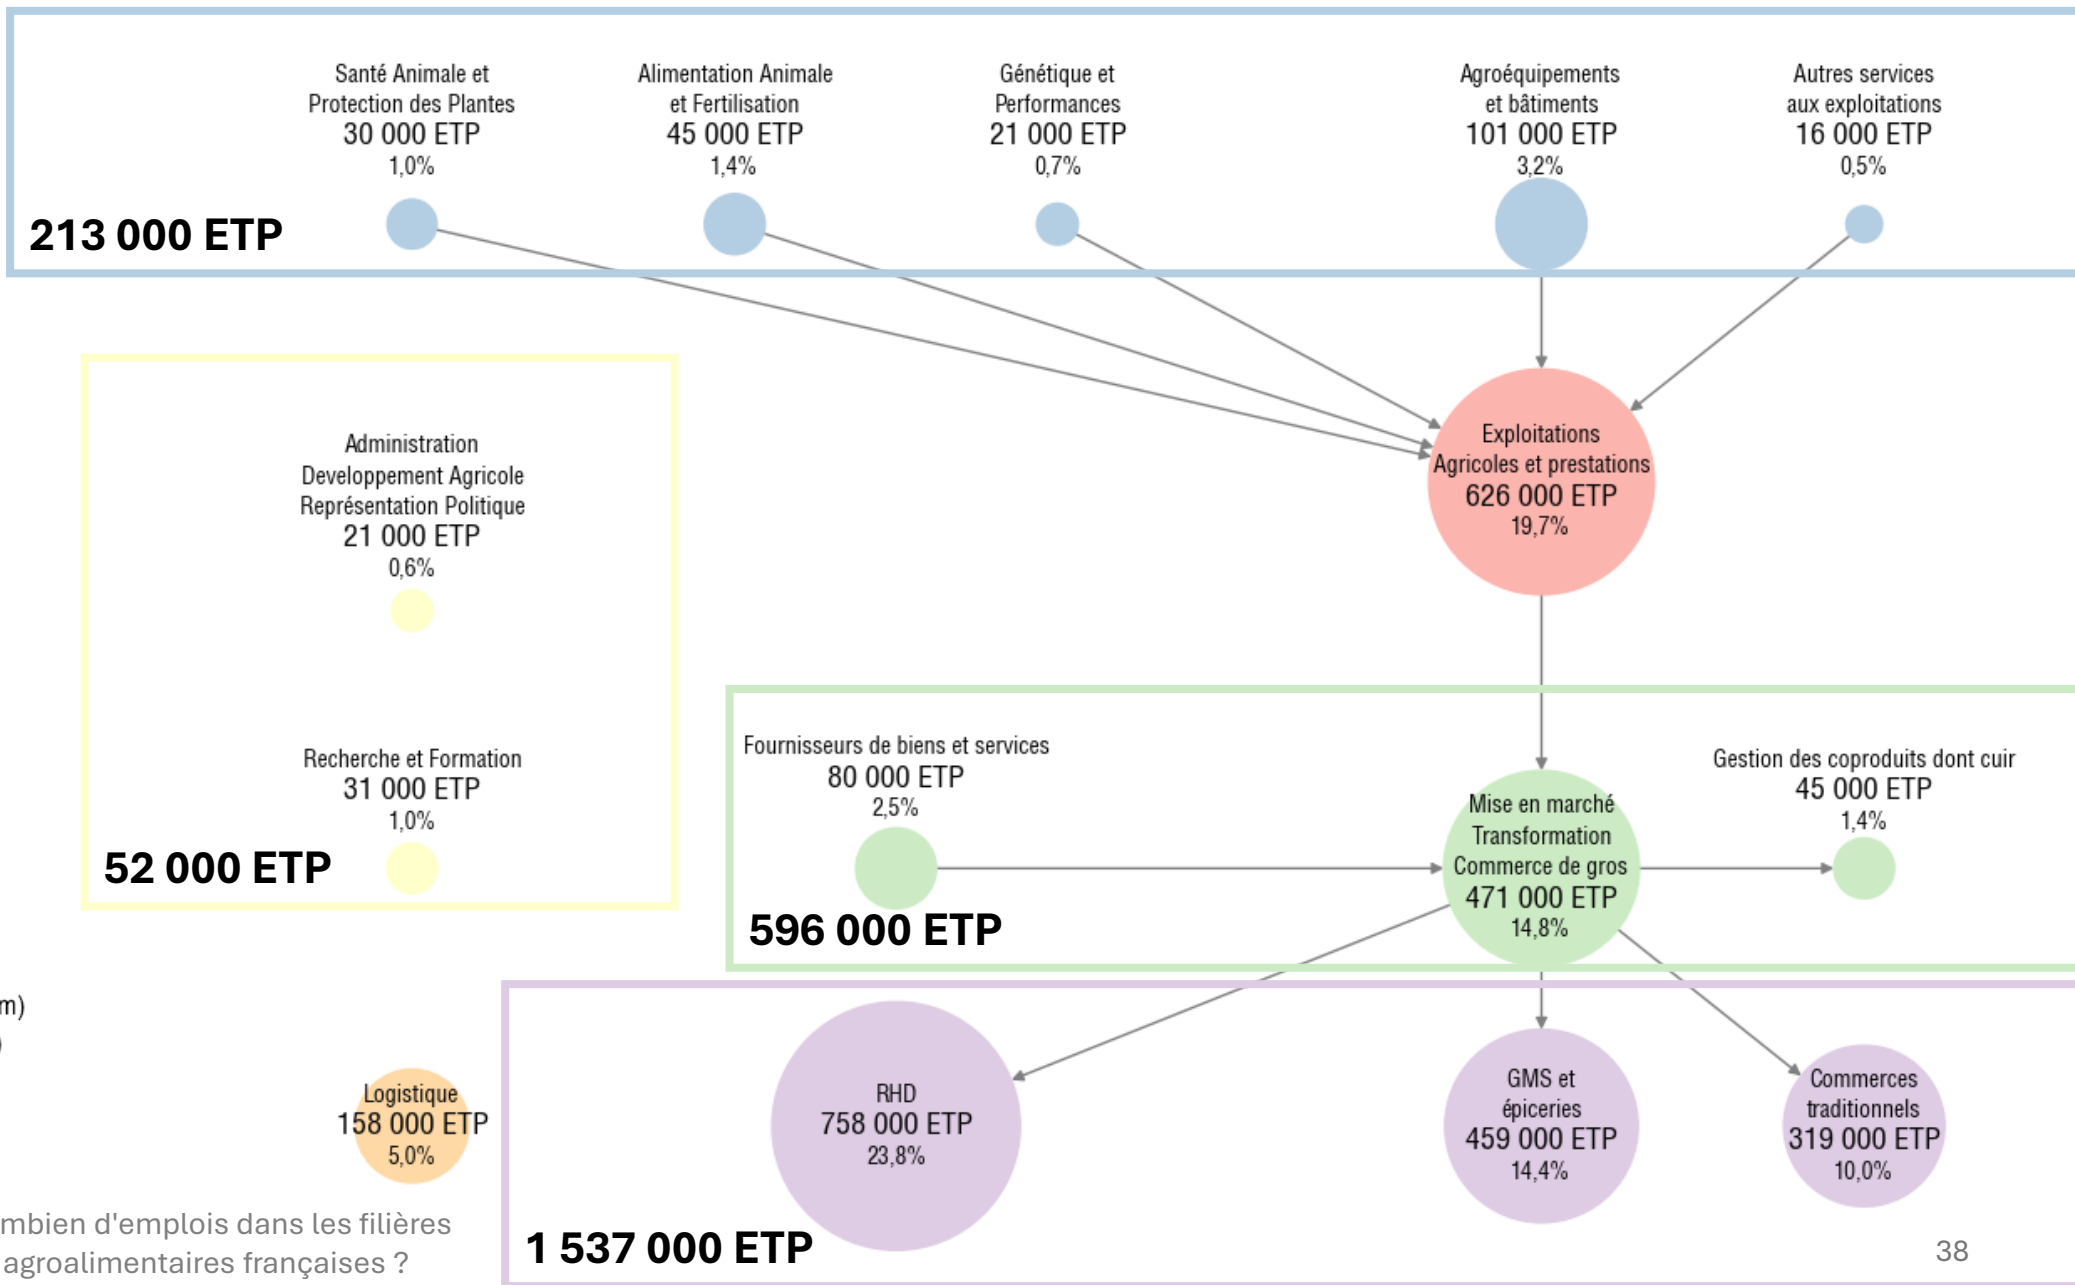 Santé Animale et
Protection des Plantes
30 000 ETP
1,0%
Alimentation Animale
et Fertilisation
45 000 ETP
1,4%
Génétique et
Performances
21 000 ETP
0,7%
Agroéquipements
et bâtiments
101 000 ETP
3,2%
Autres services
aux exploitations
16 000 ETP
0,5%
213 000 ETP
Exploitations
Agricoles et prestations
626 000 ETP
19,7%
Administration
Developpement Agricole
Représentation Politique
21 000 ETP
0,6%
Recherche et Formation
31 000 ETP
1,0%
52 000 ETP
Fournisseurs de biens et services
80 000 ETP
2,5%
Mise en marché
Transformation
Commerce de gros
471 000 ETP
14,8%
Gestion des coproduits dont cuir
45 000 ETP
1,4%
596 000 ETP
m)
)
Logistique
158 000 ETP
5,0%
RHD
758 000 ETP
23,8%
GMS et
épiceries
459 000 ETP
14,4%
Commerces
traditionnels
319 000 ETP
10,0%
1 537 000 ETP
mbien d'emplois dans les filières
agroalimentaires françaises ?
38